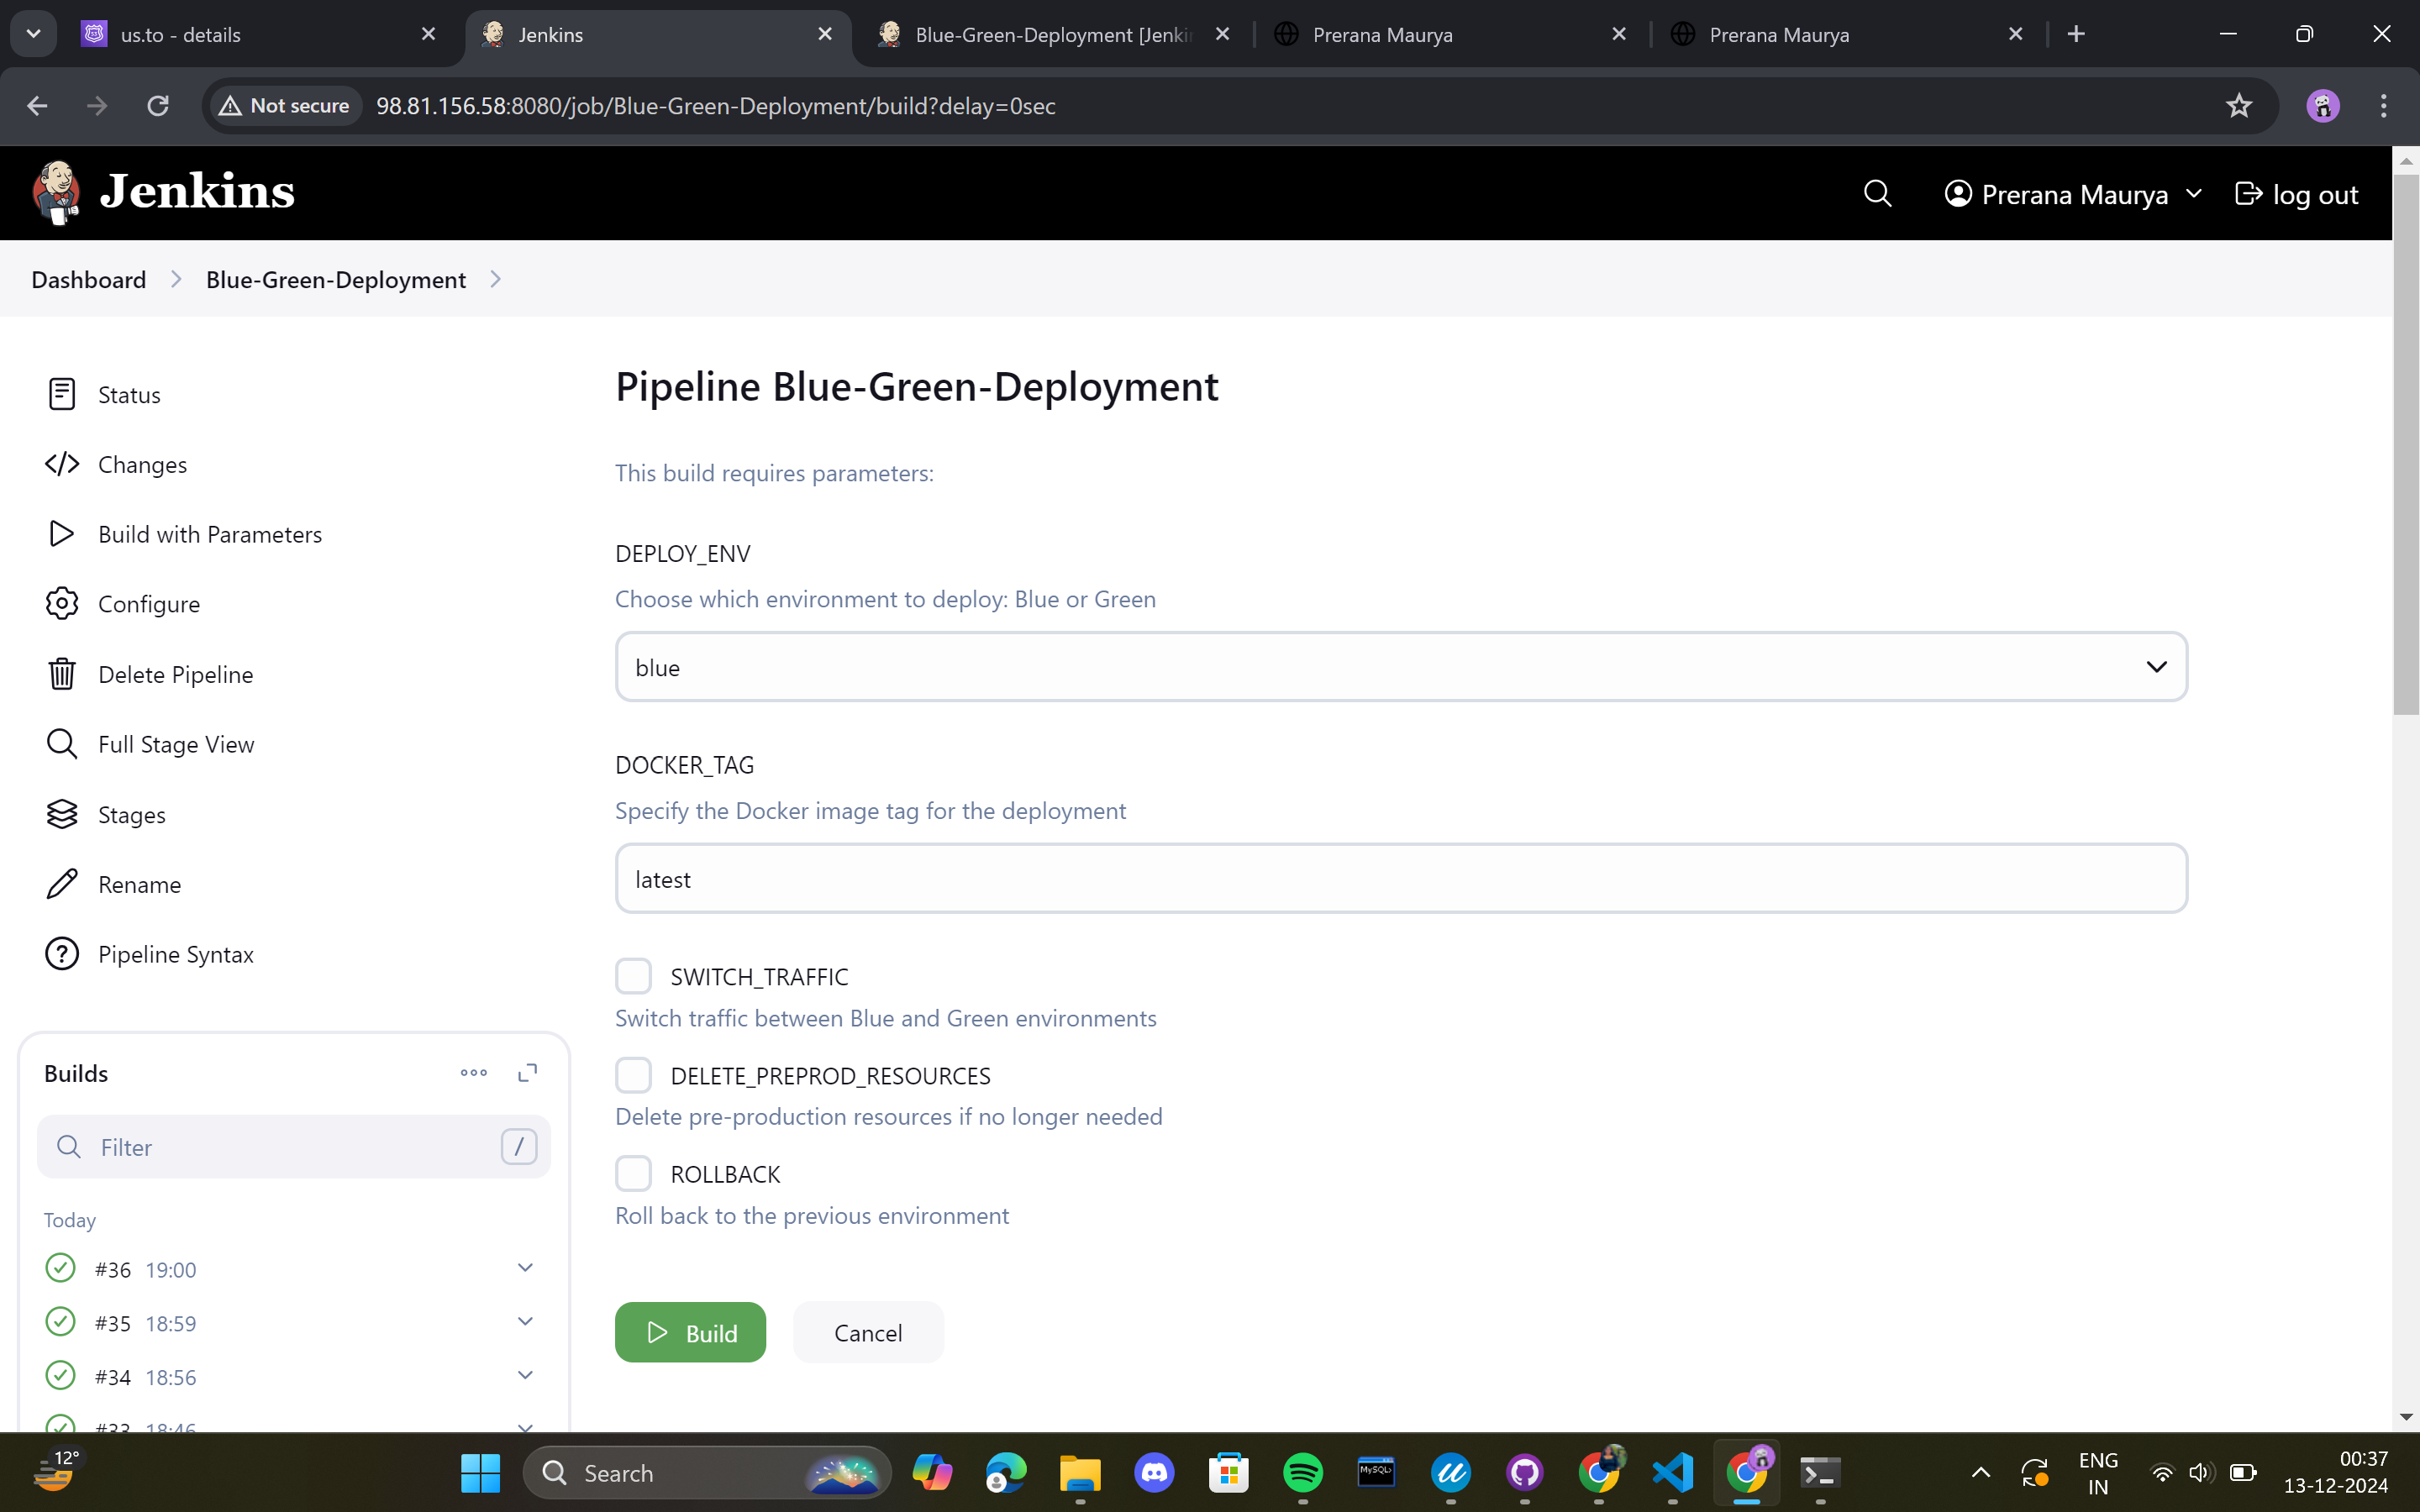 us.to - details
Jenkins
Blue-Green-Deployment [Jenki
Prerana Maurya
Prerana Maurya
Not secure
98.81.156.58:8080/job/Blue-Green-Deployment/build?delay=0sec
Jenkins
Prerana Maurya
log out
Dashboard
Blue-Green-Deployment
Status
Changes
Build with Parameters
Configure
Delete Pipeline
Full Stage View
Stages
Rename
Pipeline Syntax
Builds
Filter
/
Today
#36 19:00
#35 18:59
#34 18:56
#33 18:46
Pipeline Blue-Green-Deployment
This build requires parameters:
DEPLOY_ENV
Choose which environment to deploy: Blue or Green
blue
DOCKER_TAG
Specify the Docker image tag for the deployment
latest
SWITCH_TRAFFIC
Switch traffic between Blue and Green environments
DELETE_PREPROD_RESOURCES
Delete pre-production resources if no longer needed
ROLLBACK
Roll back to the previous environment
Build
Cancel
12°
Search
MySQL
ENG
IN
00:37
13-12-2024